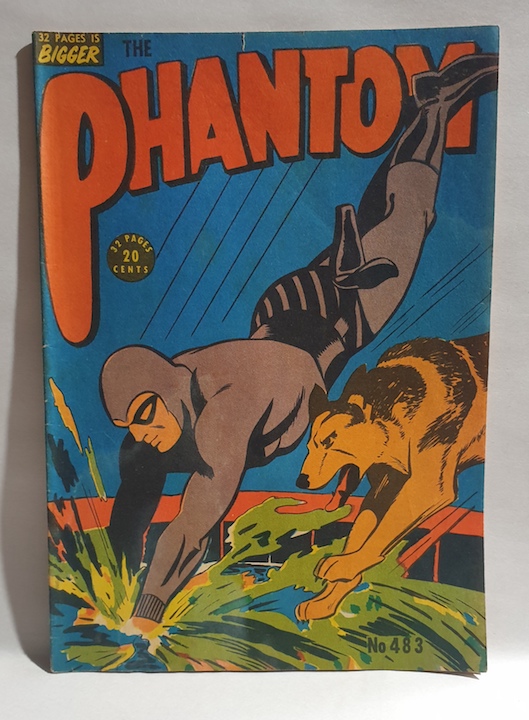 32 PAGES IS
BIGGER
THE
PHANTOM
32 PAGES
20
CENTS
No 483